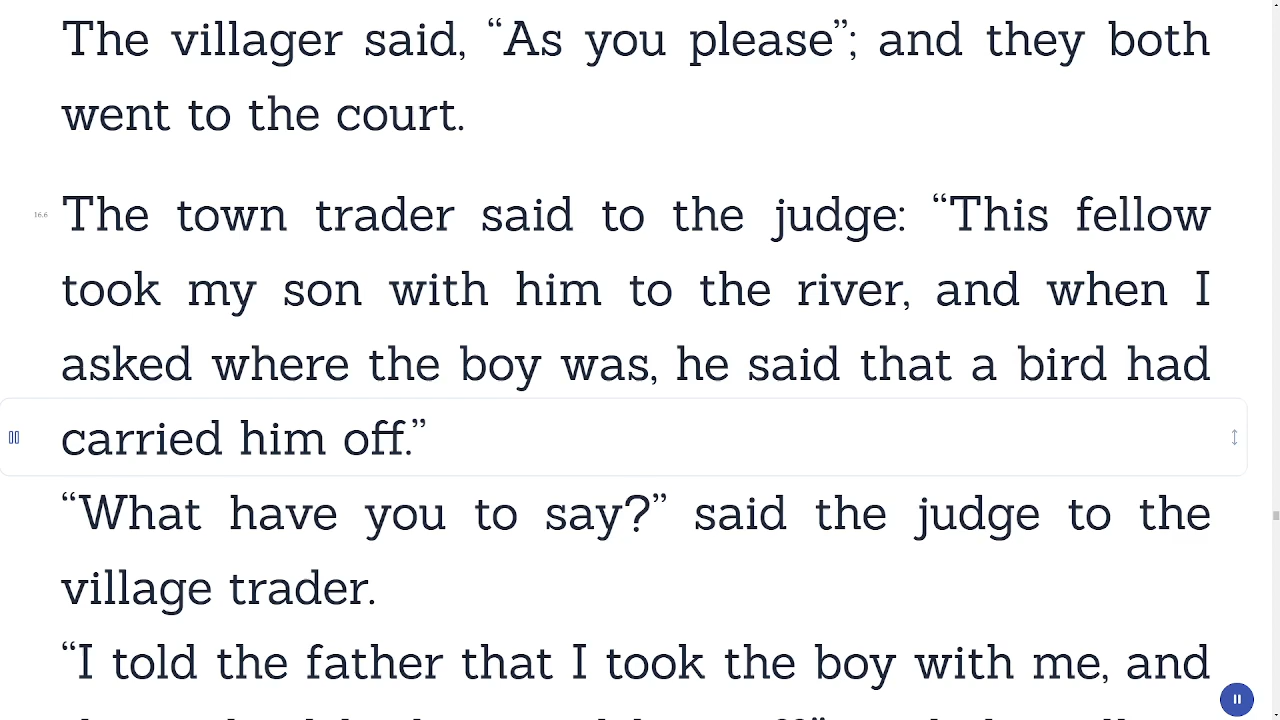 The villager said, “As you please”; and they both
went to the court.
16.6
The town trader said to the judge: “This fellow
took my son with him to the river, and when I
asked where the boy was, he said that a bird had
carried him off.”
“What have you to say?” said the judge to the
village trader.
“I told the father that I took the boy with me, and